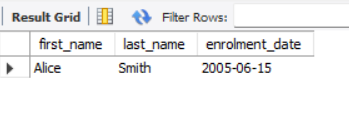 Result Grid Filter Rows:
first_name last_name enrolment_date
Alice Smith 2005-06-15